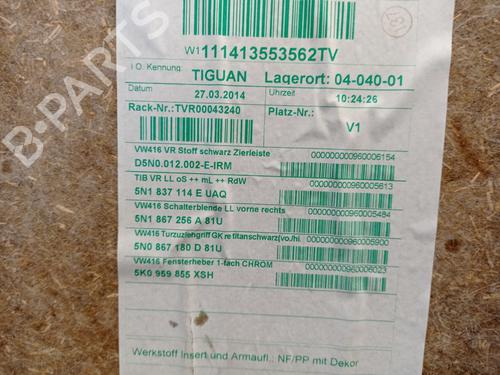 W1 111413553562TV
i O. Kennung: TIGUAN Lagerort: 04-040-01
Datum 27.03.2014 Uhrzeit 10:24:26
Rack-Nr.: TVR00043240 Platz-Nr.: V1
VW416 VR Stoff schwarz Zierleiste 000000000960006154
D5N0.012.002-E-IRM
TIB VR LL oS ++ mL ++ RdW 000000000960005613
5N1 837 114 E UAQ
VW416 Schalterblende LL vorne rechts 000000000960005484
5N1 867 256 A 81U
VW416 Turzuziehgriff GK re titanschwarz(vo./hi 000000000960005900
5N0 867 180 D 81U
VW416 Fensterheber 1-fach CHROM 000000000960006023
5K0 959 855 XSH
Werkstoff Insert und Armaufl.: NF/PP mit Dekor
B-PARTS